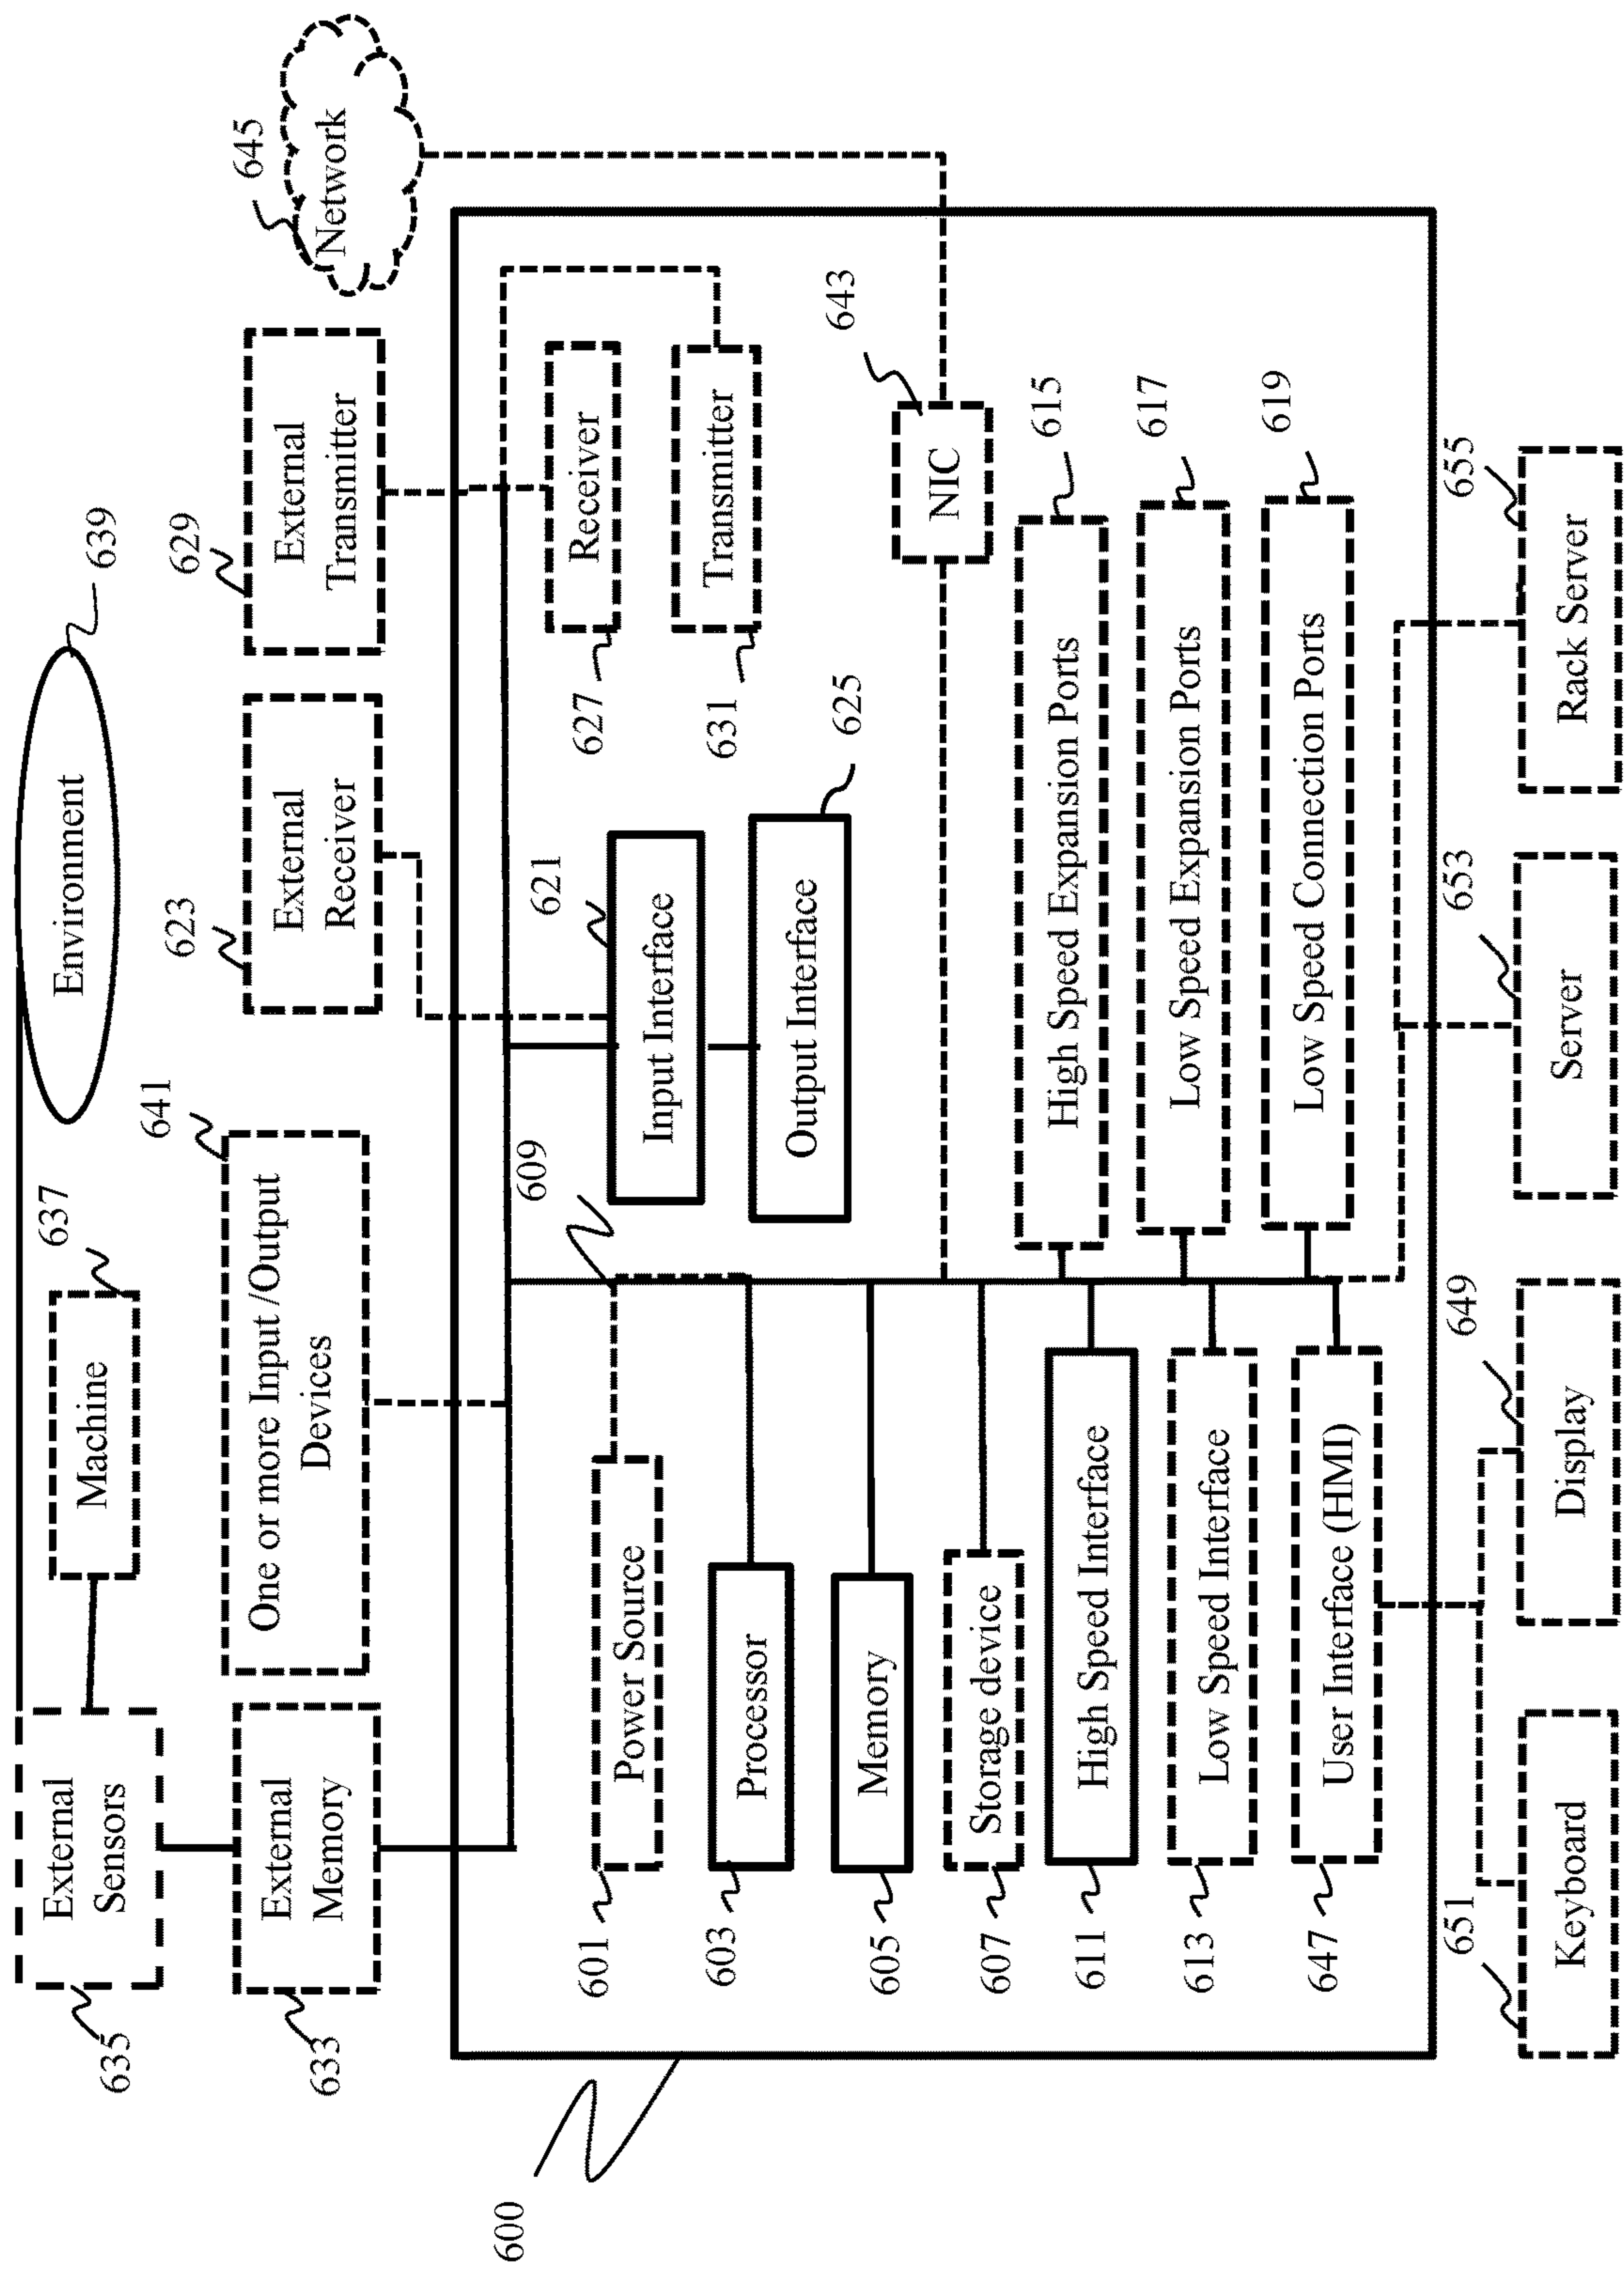 639
Environment
645
Network
637
Machine
External
Sensors
635
641
One or more Input /Output
Devices
623
External
Receiver
629
External
Transmitter
External
Memory
633
600
609
621
Input Interface
Output Interface
625
Receiver
627
Transmitter
631
601
Power Source
603
Processor
605
Memory
607
Storage device
611
High Speed Interface
613
Low Speed Interface
647
User Interface (HMI)
NIC
643
High Speed Expansion Ports
615
Low Speed Expansion Ports
617
Low Speed Connection Ports
619
651
Keyboard
649
Display
653
Server
655
Rack Server